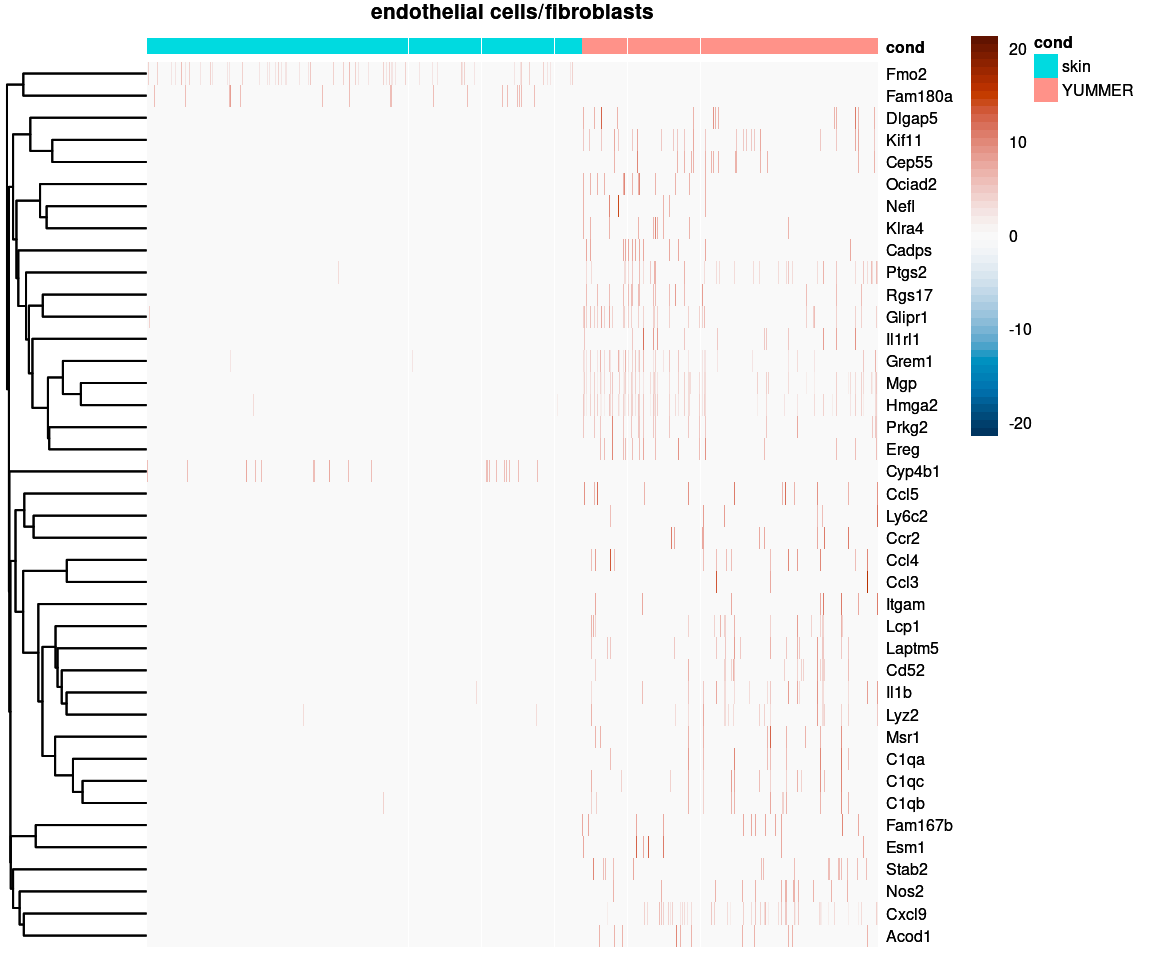 endothelial cells/fibroblasts
cond
Fmo2
Fam180a
Dlgap5
Kif11
Cep55
Ociad2
Nefl
Klra4
Cadps
Ptgs2
Rgs17
Glipr1
Il1rl1
Grem1
Mgp
Hmga2
Prkg2
Ereg
Cyp4b1
Ccl5
Ly6c2
Ccr2
Ccl4
Ccl3
Itgam
Lcp1
Laptm5
Cd52
Il1b
Lyz2
Msr1
C1qa
C1qc
C1qb
Fam167b
Esm1
Stab2
Nos2
Cxcl9
Acod1
20
10
0
-10
-20
cond
skin
YUMMER